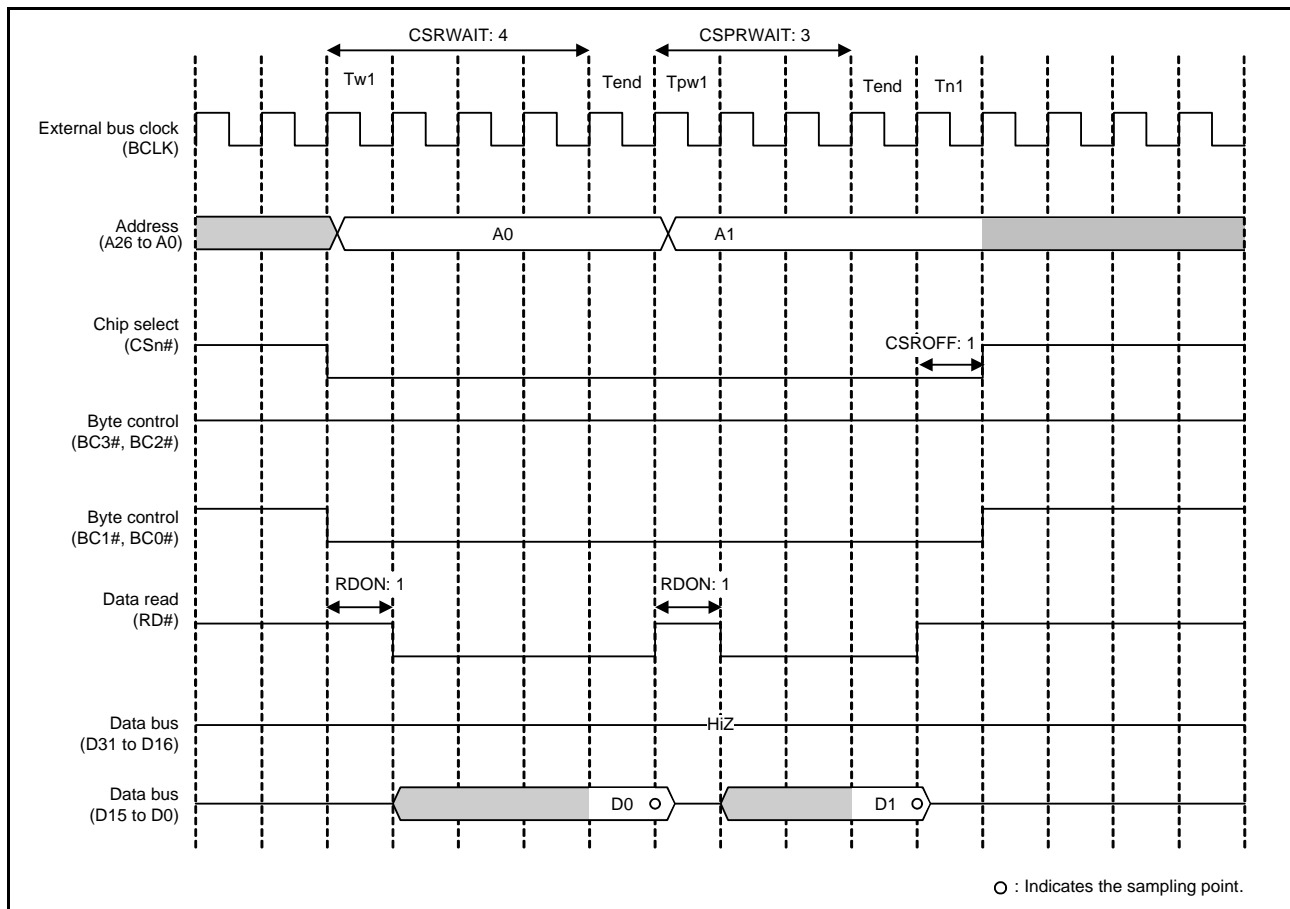 CSRWAIT: 4
CSPRWAIT: 3
Tw1
Tend
Tpw1
Tend
Tn1
External bus clock
(BCLK)
Address
(A26 to A0)
A0
A1
Chip select
(CSn#)
CSROFF: 1
Byte control
(BC3#, BC2#)
Byte control
(BC1#, BC0#)
RDON: 1
RDON: 1
Data read
(RD#)
Data bus
(D31 to D16)
HiZ
Data bus
(D15 to D0)
D0
D1
: Indicates the sampling point.